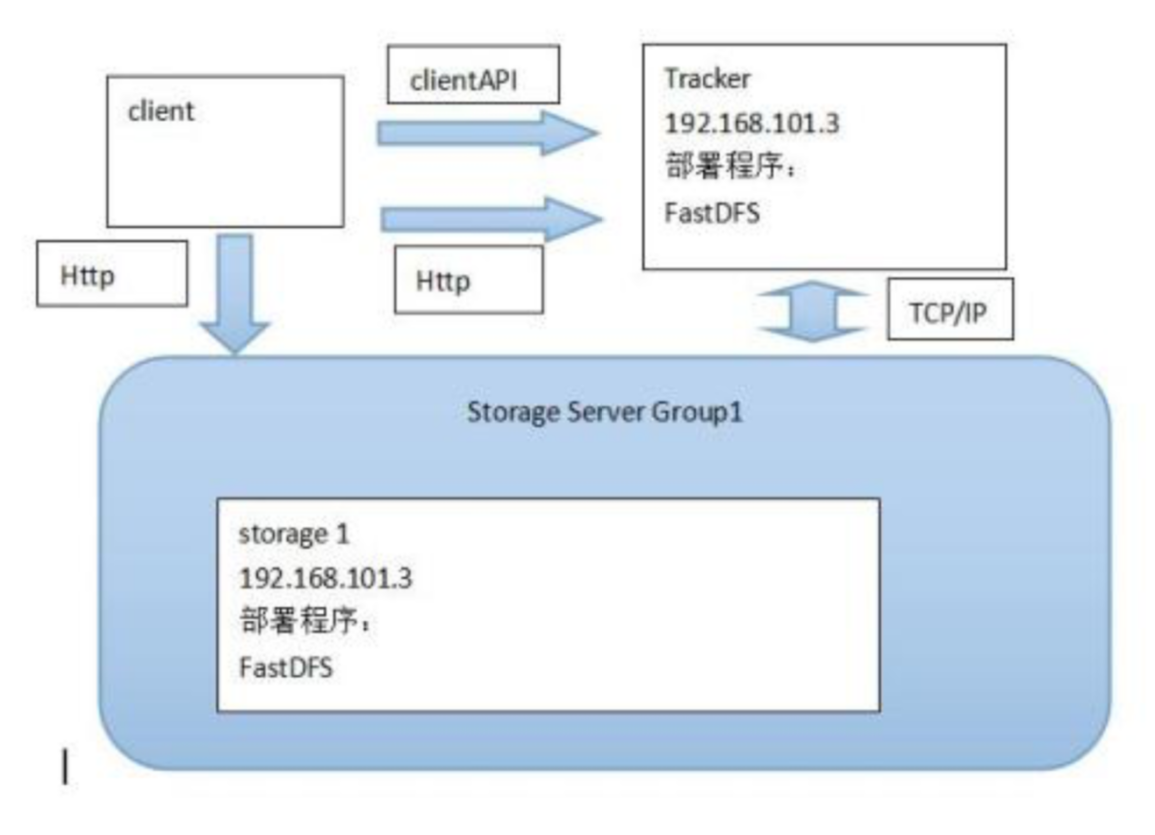 client
clientAPI
Tracker
192.168.101.3
部署程序：
FastDFS
Http
Http
TCP/IP
Storage Server Group1
storage 1
192.168.101.3
部署程序：
FastDFS